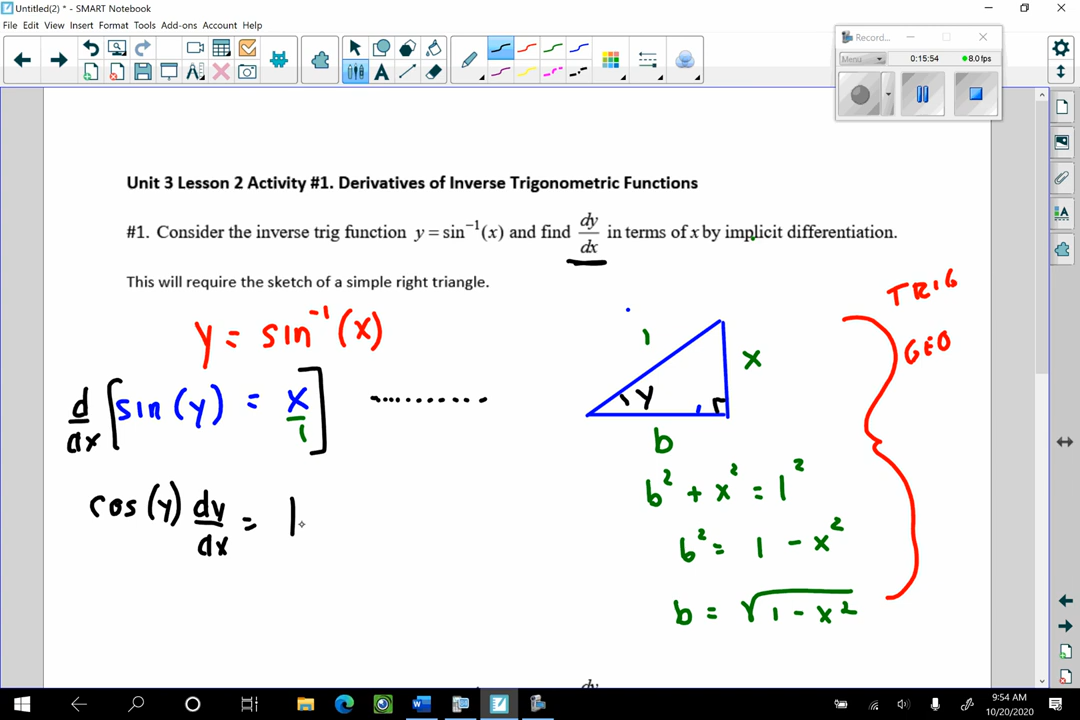 Untitled(2) * - SMART Notebook
File Edit View Insert Format Tools Add-ons Account Help
Record...
Menu 0:15:54 8.0 fps
Unit 3 Lesson 2 Activity #1. Derivatives of Inverse Trigonometric Functions
#1. Consider the inverse trig function y = sin⁻¹(x) and find dy/dx in terms of x by implicit differentiation.
This will require the sketch of a simple right triangle.
TRIG
GEO
y = sin⁻¹(x)
1
x
y
b
d/dx [sin(y) = x/1]
b² + x² = 1²
cos(y) dy/dx = 1
b² = 1 - x²
b = √(1 - x²)
dy
9:54 AM
10/20/2020